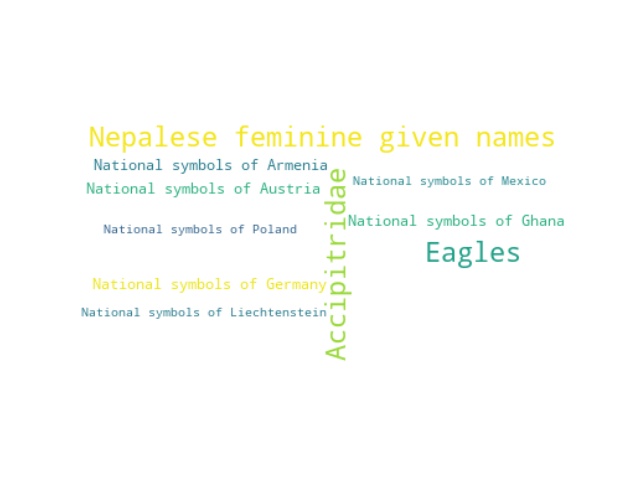 Nepalese feminine given names
National symbols of Armenia
National symbols of Mexico
National symbols of Austria
National symbols of Ghana
National symbols of Poland
Eagles
National symbols of Germany
National symbols of Liechtenstein
Accipitridae